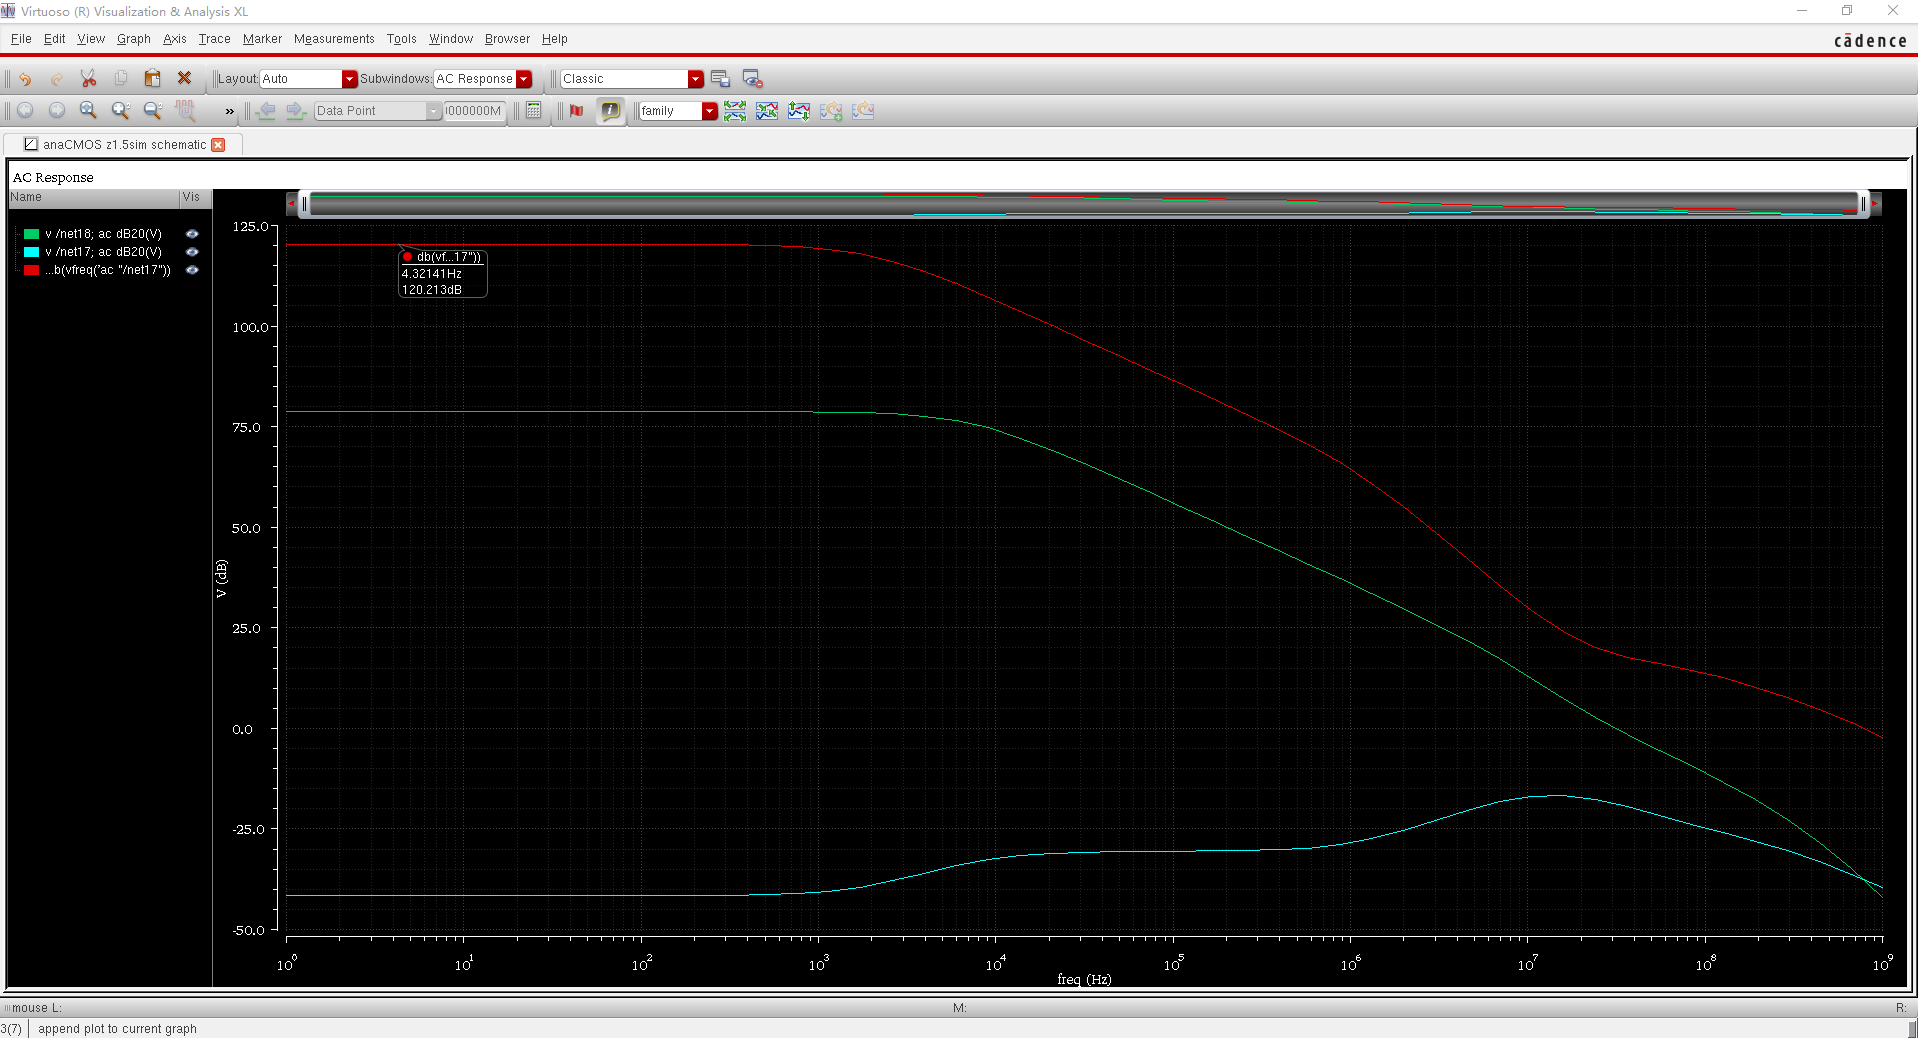 Virtuoso (R) Visualization & Analysis XL
File Edit View Graph Axis Trace Marker Measurements Tools Window Browser Help
cādence
Layout: Auto Subwindows: AC Response Classic
» Data Point 000000M family
anaCMOS z1.5sim schematic
AC Response
Name Vis
v /net18; ac dB20(V)
v /net17; ac dB20(V)
...b(vfreq("ac "/net17"))
125.0
100.0
75.0
50.0
25.0
0.0
-25.0
-50.0
V (dB)
db(vf...17"))
4.32141Hz
120.213dB
10^0 10^1 10^2 10^3 10^4 10^5 10^6 10^7 10^8 10^9
freq (Hz)
mouse L: M: R:
3(7) append plot to current graph